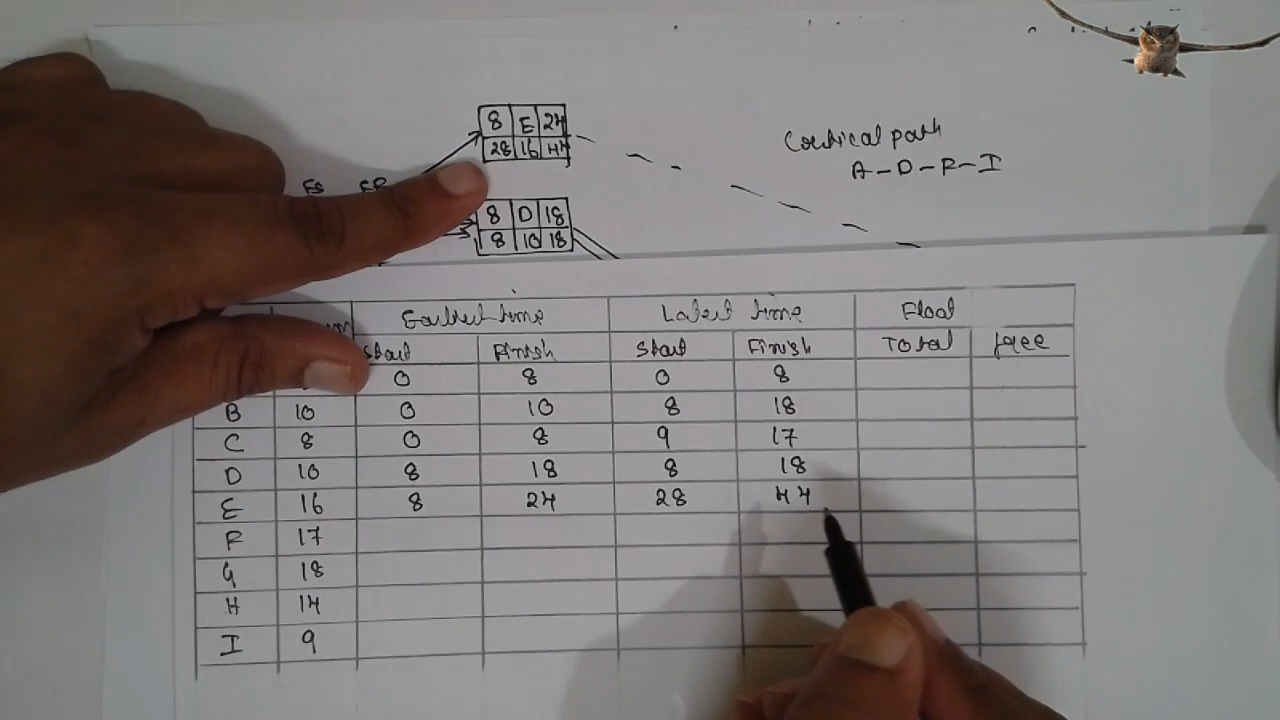 8 E 24
28 16 44
Critical path
A-D-F-I
ES EF
8 D 18
8 10 18
Earliest time Latest time Float
Start Finish Start Finish Total free
0 8 0 8
B 10 0 10 8 18
C 8 0 8 9 17
D 10 8 18 8 18
E 16 8 24 28 44
F 17
G 18
H 14
I 9